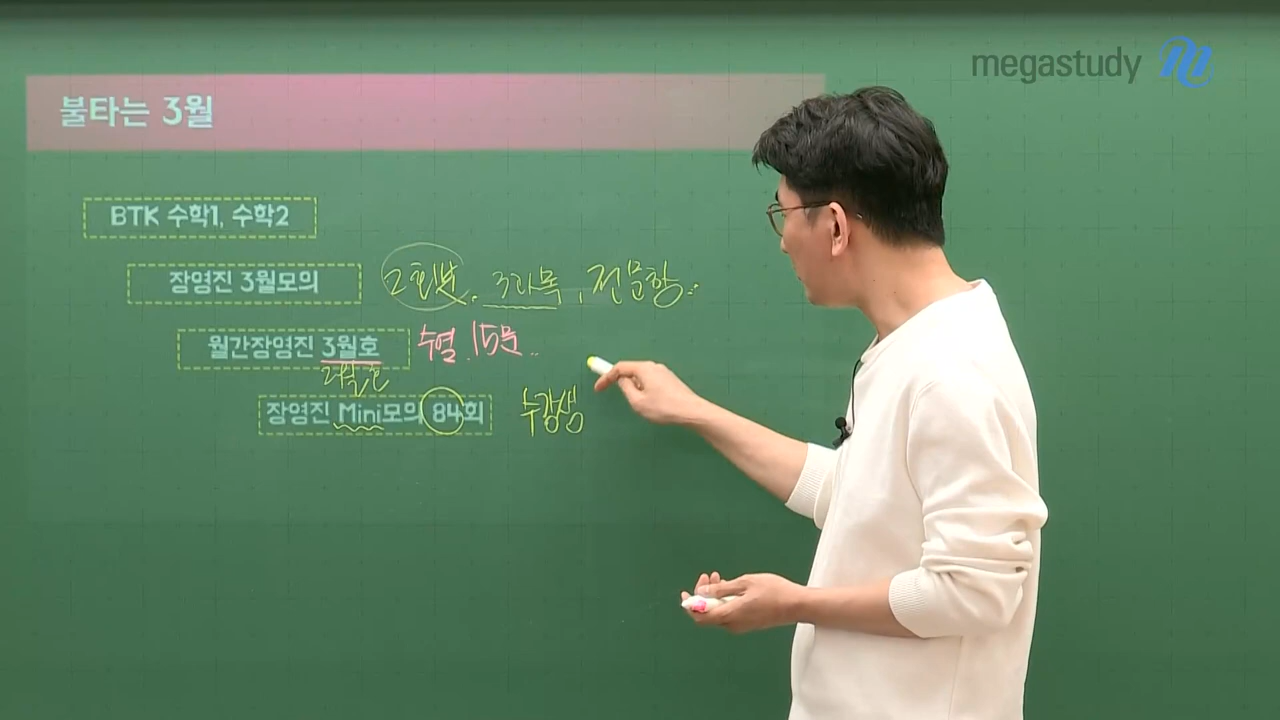 megastudy
불타는 3월
BTK 수학1, 수학2
장영진 3월모의 2회분, 3과목, 전문항..
월간장영진 3월호 수열 15문..
2월호
장영진 Mini모의 84회 수강생